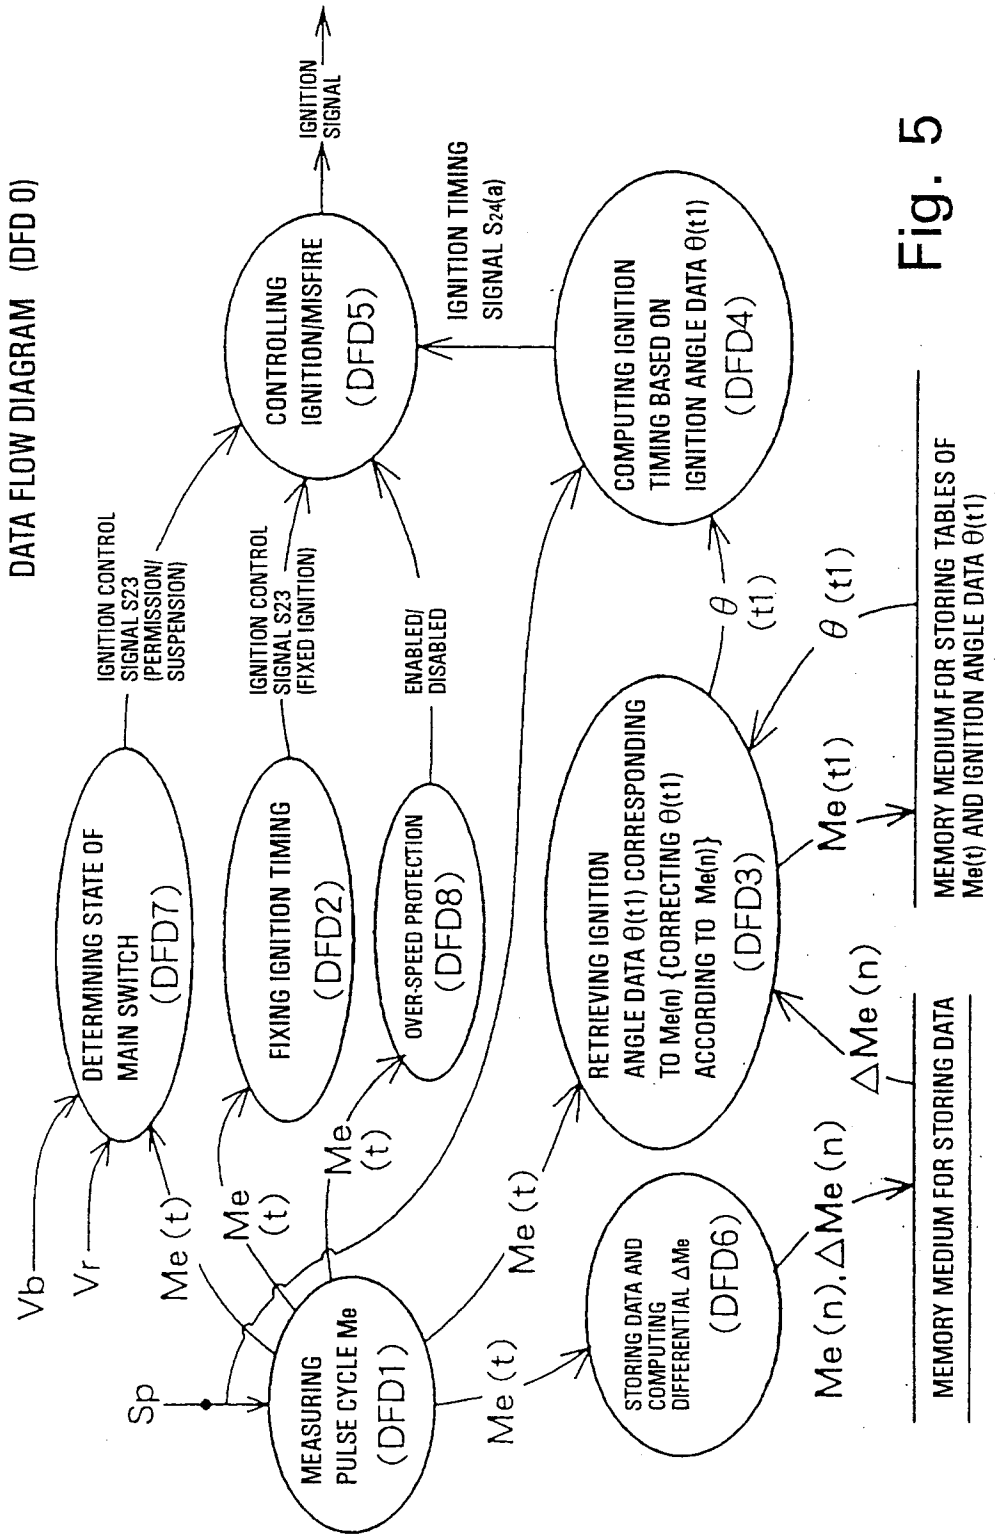 DATA FLOW DIAGRAM (DFD 0)
Vb
Vr
Sp
Me(t)
Me
(t)
Me
(t)
Me(t)
Me(t)
MEASURING
PULSE CYCLE Me
(DFD1)
DETERMINING STATE OF
MAIN SWITCH
(DFD7)
IGNITION CONTROL
SIGNAL S23
(PERMISSION/
SUSPENSION)
FIXING IGNITION TIMING
(DFD2)
IGNITION CONTROL
SIGNAL S23
(FIXED IGNITION)
OVER-SPEED PROTECTION
(DFD8)
ENABLED/
DISABLED
CONTROLLING
IGNITION/MISFIRE
(DFD5)
IGNITION
SIGNAL
IGNITION TIMING
SIGNAL S24(a)
COMPUTING IGNITION
TIMING BASED ON
IGNITION ANGLE DATA θ(t1)
(DFD4)
RETRIEVING IGNITION
ANGLE DATA θ(t1) CORRESPONDING
TO Me(n) {CORRECTING θ(t1)
ACCORDING TO Me(n)}
(DFD3)
θ
(t1)
θ (t1)
Me(t1)
STORING DATA AND
COMPUTING
DIFFERENTIAL ΔMe
(DFD6)
Me(n),ΔMe(n)
ΔMe(n)
MEMORY MEDIUM FOR STORING DATA
MEMORY MEDIUM FOR STORING TABLES OF
Me(t) AND IGNITION ANGLE DATA θ(t1)
Fig. 5